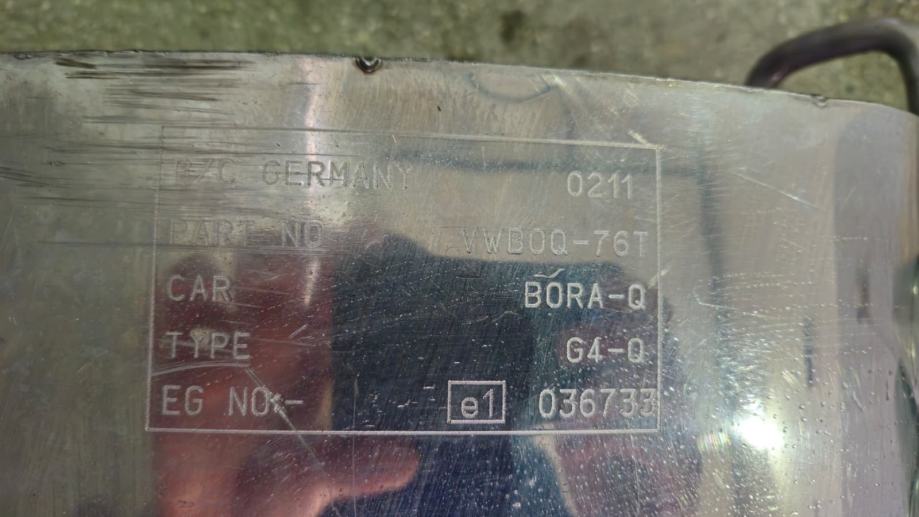 GERMANY 0211
PART NO VWBOQ-76T
CAR BORA-Q
TYPE G4-Q
EG NO.- e1 036733